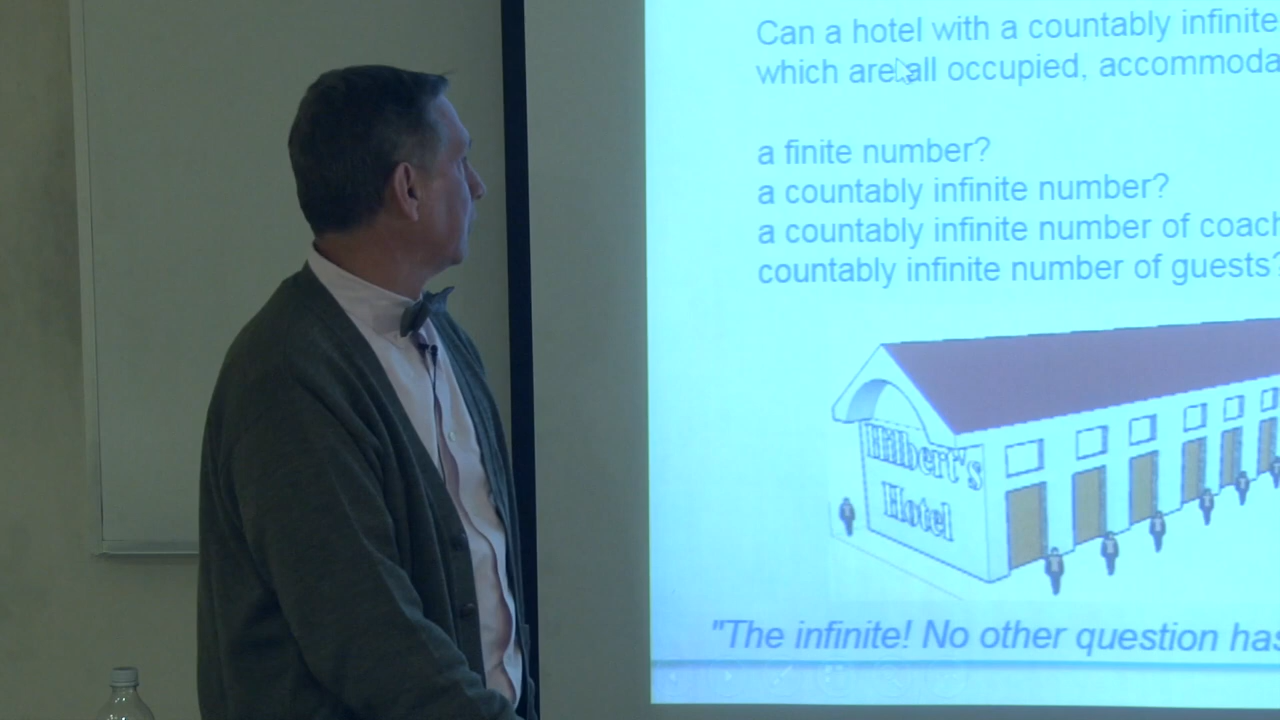 Can a hotel with a countably infinite
which are all occupied, accommoda
a finite number?
a countably infinite number?
a countably infinite number of coach
countably infinite number of guests?
Hilbert's
Hotel
"The infinite! No other question has